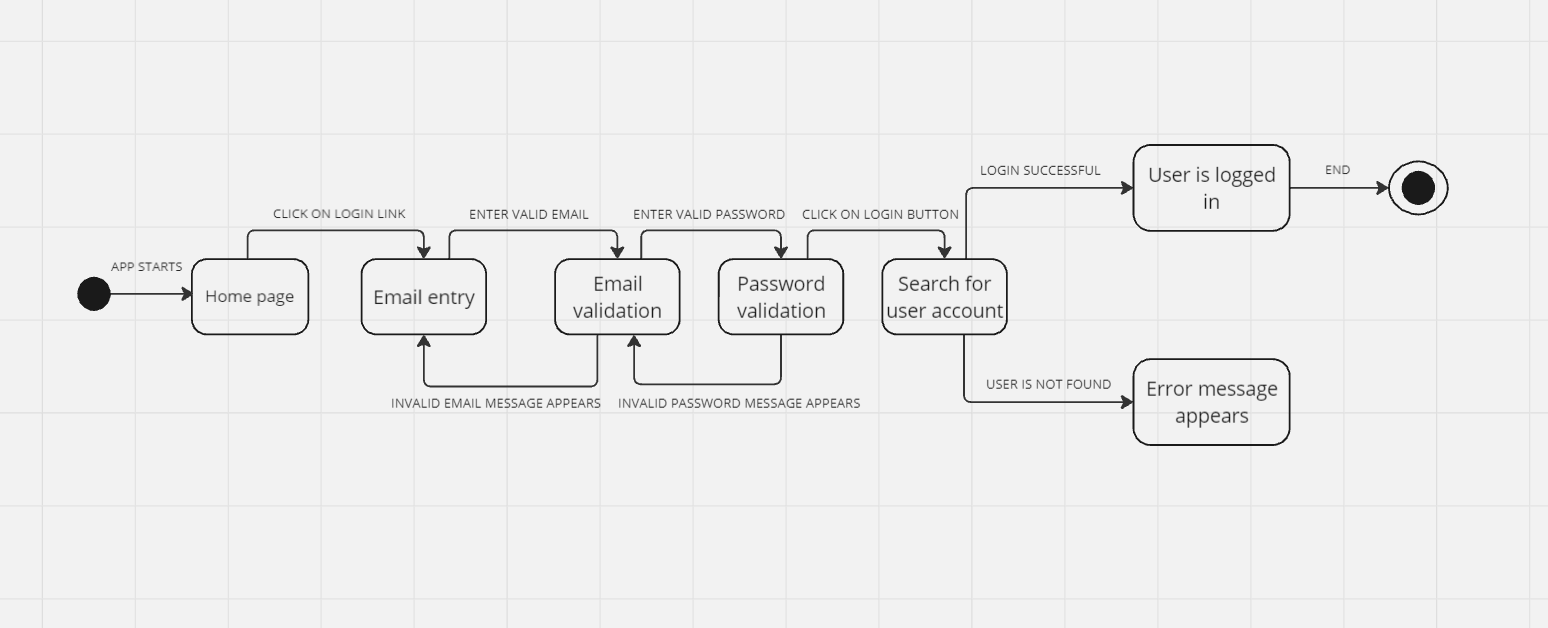 APP STARTS
Home page
CLICK ON LOGIN LINK
Email entry
ENTER VALID EMAIL
Email
validation
INVALID EMAIL MESSAGE APPEARS
ENTER VALID PASSWORD
Password
validation
INVALID PASSWORD MESSAGE APPEARS
CLICK ON LOGIN BUTTON
Search for
user account
LOGIN SUCCESSFUL
User is logged
in
END
USER IS NOT FOUND
Error message
appears